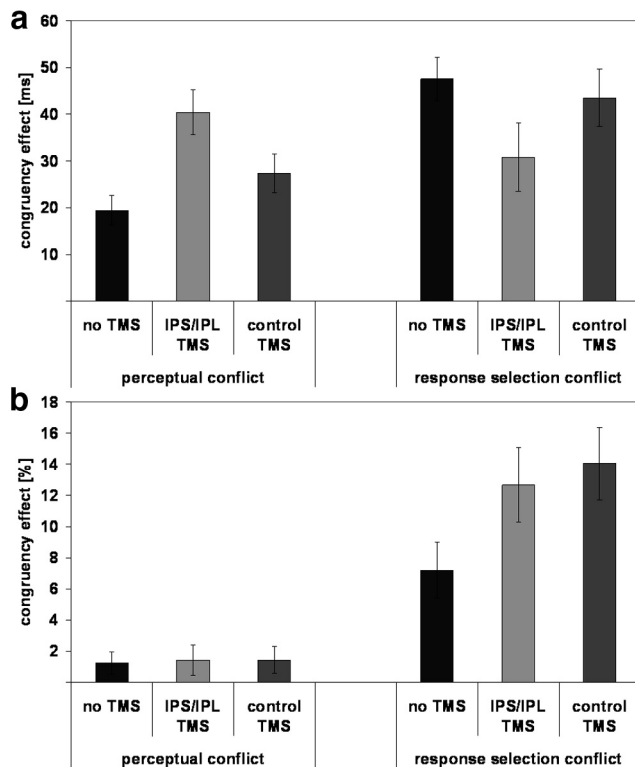 a
congruency effect [ms]
60
50
40
30
20
10
no TMS
IPS/IPL
TMS
control
TMS
no TMS
IPS/IPL
TMS
control
TMS
perceptual conflict
response selection conflict
b
congruency effect [%]
18
16
14
12
10
8
6
4
2
no TMS
IPS/IPL
TMS
control
TMS
no TMS
IPS/IPL
TMS
control
TMS
perceptual conflict
response selection conflict